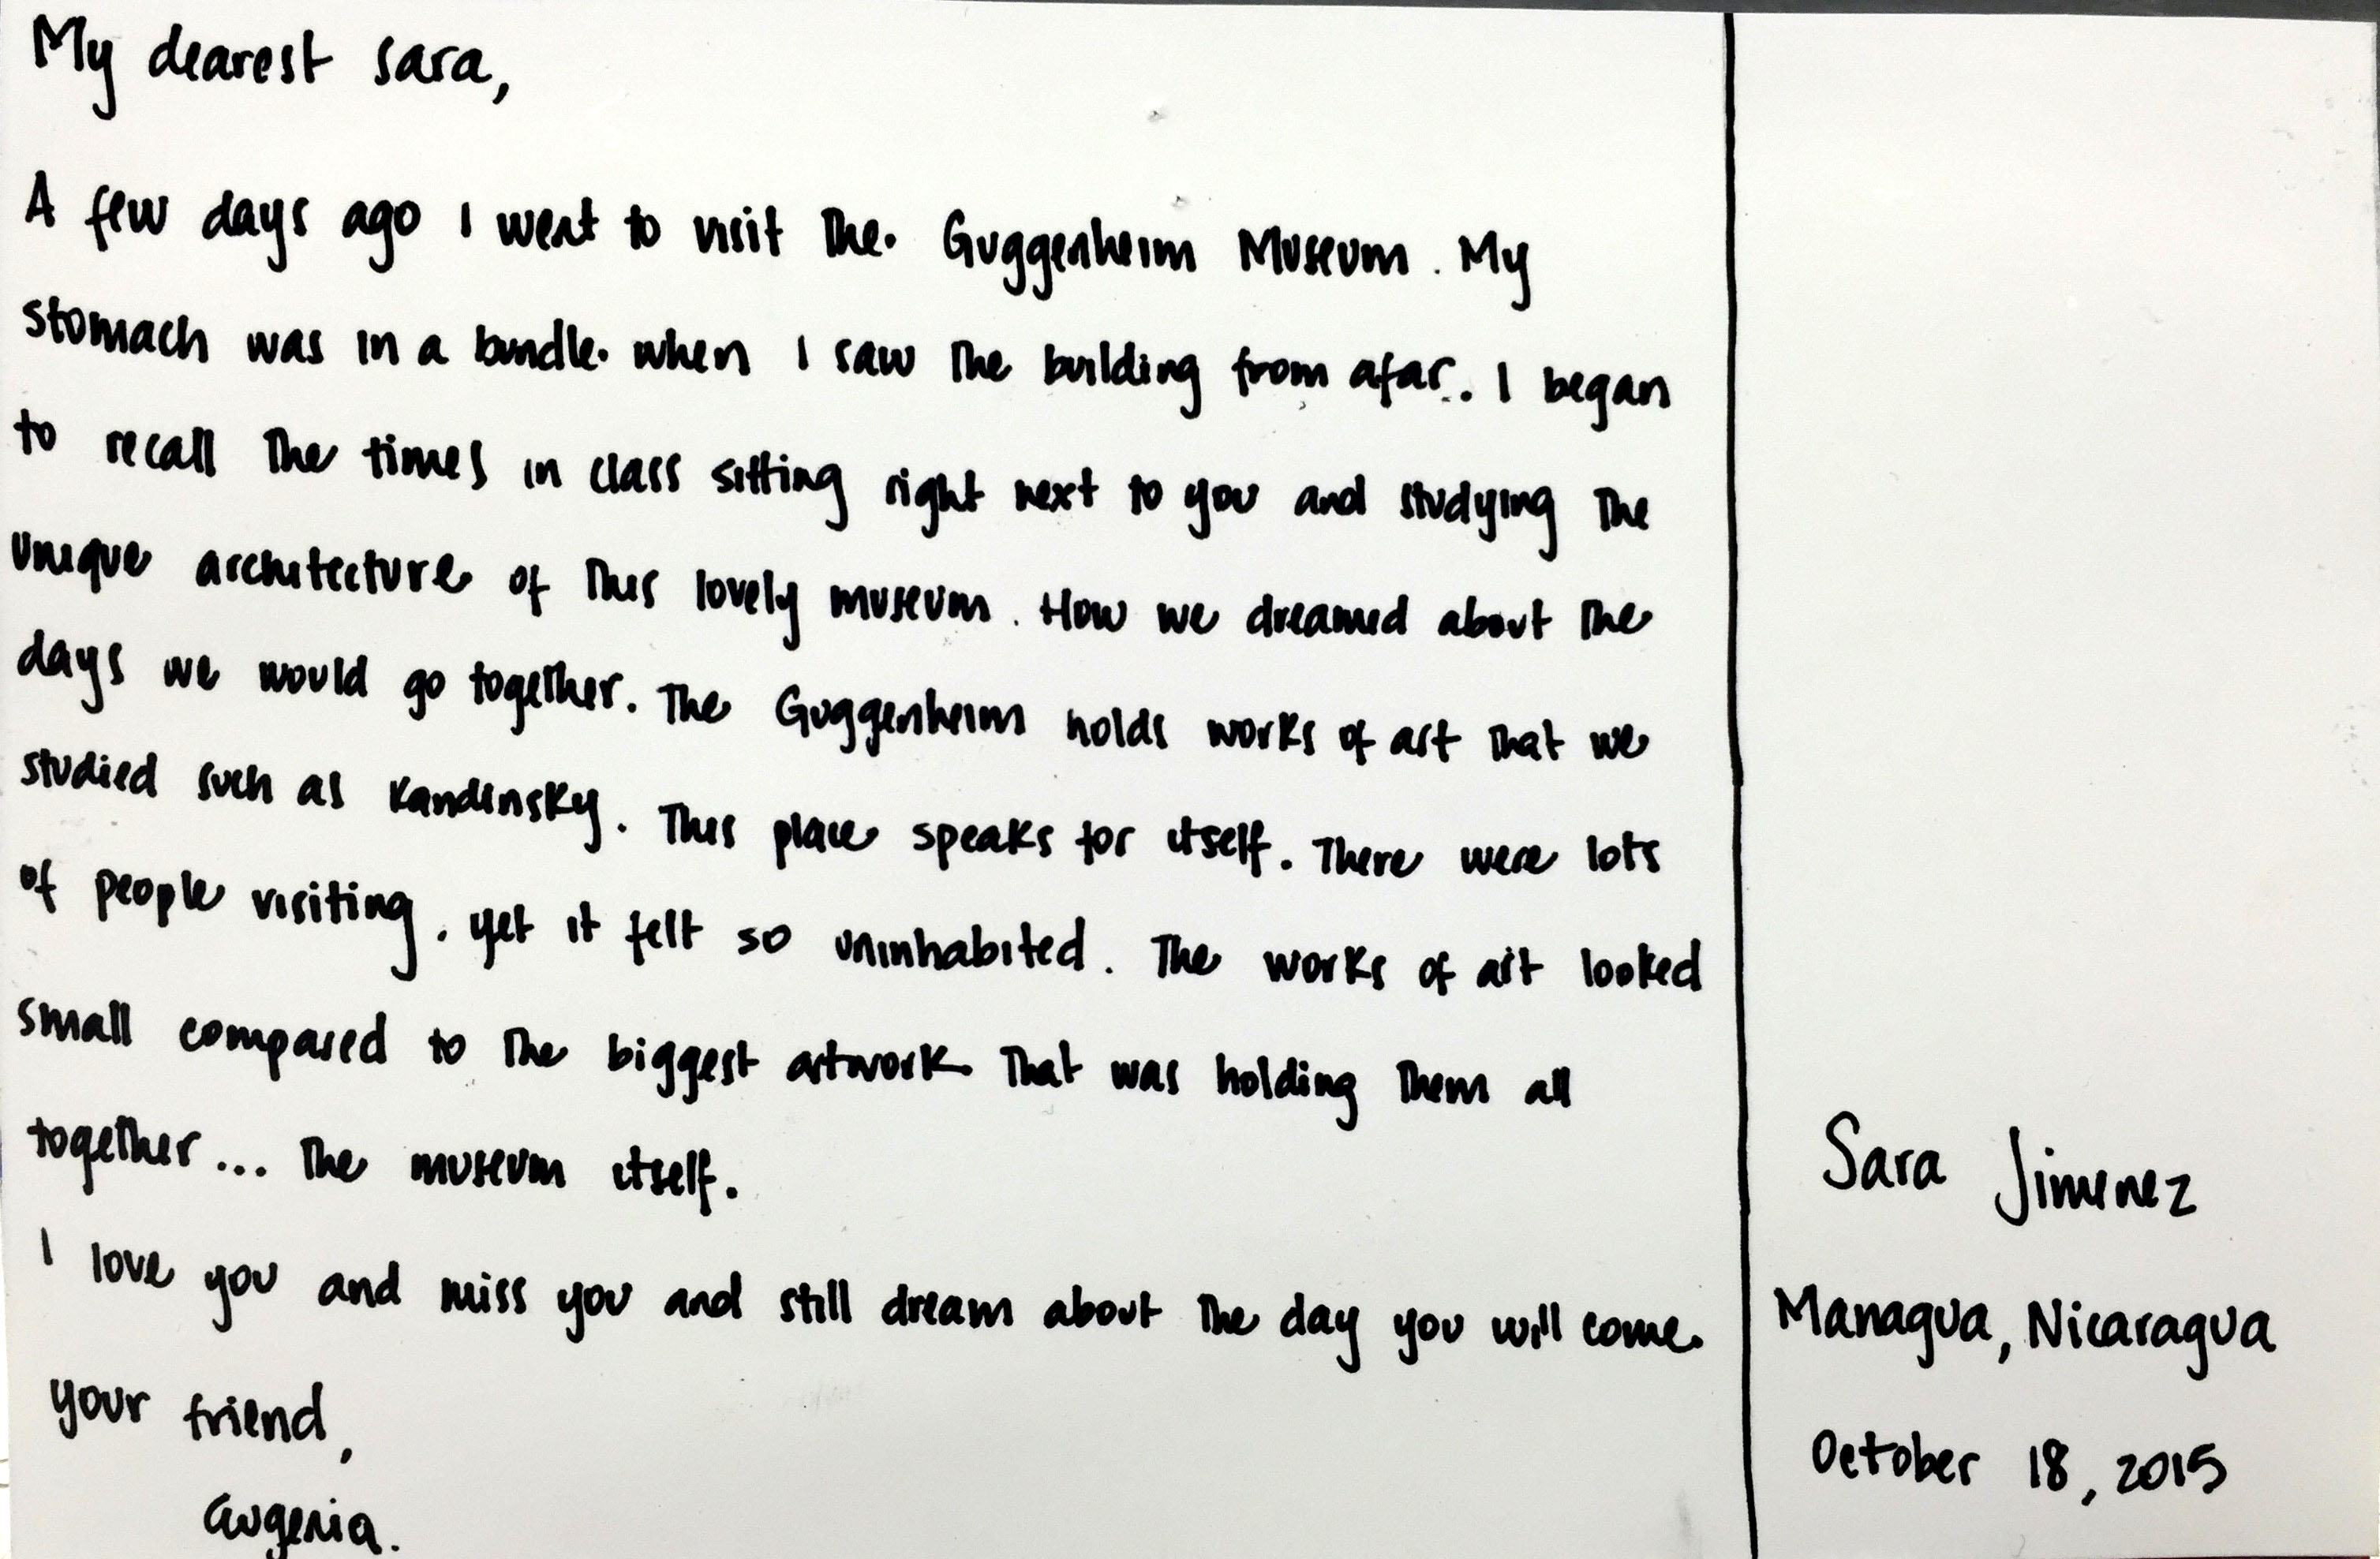 My dearest sara,
A few days ago I went to visit the. Guggenheim Museum. My
stomach was in a bundle. when I saw the building from afar. I began
to recall the times in class sitting right next to you and studying the
unique architecture of this lovely museum. How we dreamed about the
days we would go together. The Guggenheim holds works of art that we
studied such as Kandinsky. This place speaks for itself. There were lots
of people visiting, yet it felt so uninhabited. The works of art looked
small compared to the biggest artwork that was holding them all
together... the museum itself.
I love you and miss you and still dream about the day you will come.
your friend,
Eugenia.
Sara Jimenez
Managua, Nicaragua
October 18, 2015